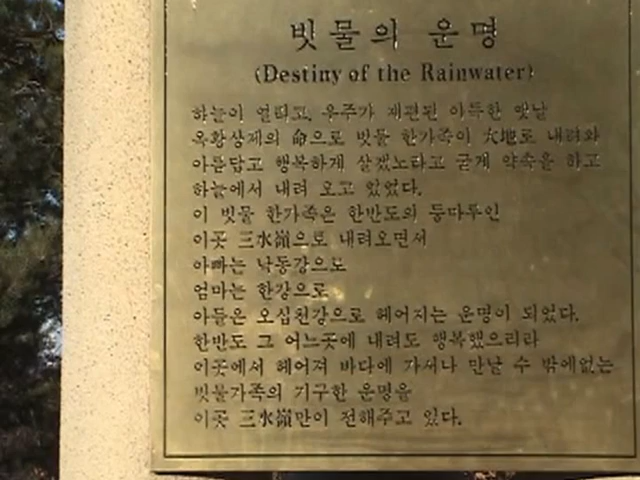 빗물의 운명
(Destiny of the Rainwater)
하늘이 열리고, 우주가 재편된 아득한 옛날
옥황상제의 命으로 빗물 한가족이 大地로 내려와
아름답고 행복하게 살겠노라고 굳게 약속을 하고
하늘에서 내려 오고 있었다.
이 빗물 한가족은 한반도의 등마루인
이곳 三水嶺으로 내려오면서
아빠는 낙동강으로
엄마는 한강으로
아들은 오십천강으로 헤어지는 운명이 되었다.
한반도 그 어느곳에 내려도 행복했으리라
이곳에서 헤어져 바다에 가서나 만날 수 밖에없는
빗물가족의 기구한 운명을
이곳 三水嶺만이 전해주고 있다.